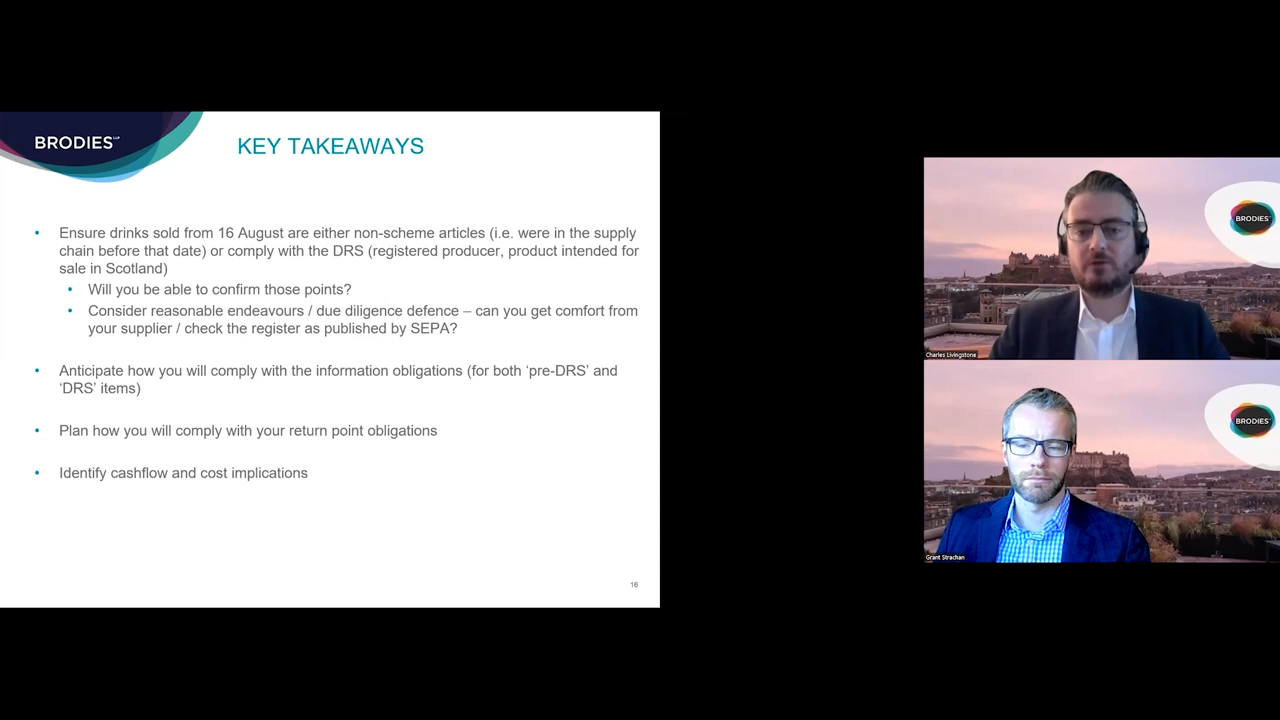 BRODIES LLP
KEY TAKEAWAYS
• Ensure drinks sold from 16 August are either non-scheme articles (i.e. were in the supply
chain before that date) or comply with the DRS (registered producer, product intended for
sale in Scotland)
• Will you be able to confirm those points?
• Consider reasonable endeavours / due diligence defence – can you get comfort from
your supplier / check the register as published by SEPA?
• Anticipate how you will comply with the information obligations (for both ‘pre-DRS’ and
‘DRS’ items)
• Plan how you will comply with your return point obligations
• Identify cashflow and cost implications
16
BRODIES
Charles Livingstone
BRODIES
Grant Strachan